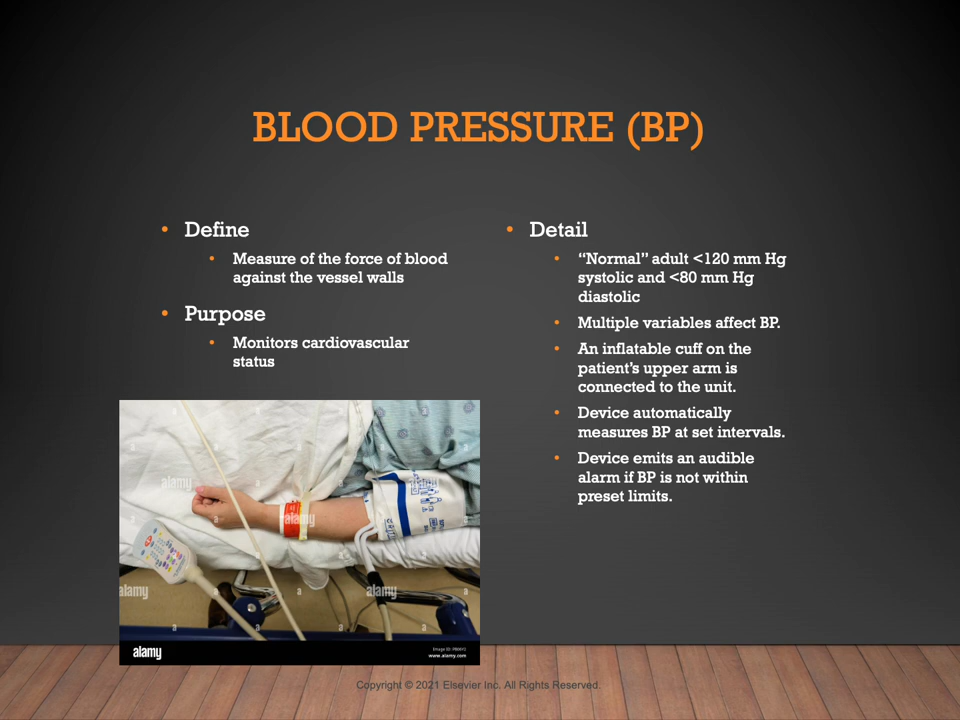 BLOOD PRESSURE (BP)
• Define
• Measure of the force of blood
against the vessel walls
• Purpose
• Monitors cardiovascular
status
• Detail
• “Normal” adult <120 mm Hg
systolic and <80 mm Hg
diastolic
• Multiple variables affect BP.
• An inflatable cuff on the
patient’s upper arm is
connected to the unit.
• Device automatically
measures BP at set intervals.
• Device emits an audible
alarm if BP is not within
preset limits.
a a a
a a
alamy alamy
a alamy a
a a a
alamy a alamy a
a a
alamy
www.alamy.com
Copyright © 2021 Elsevier Inc. All Rights Reserved.